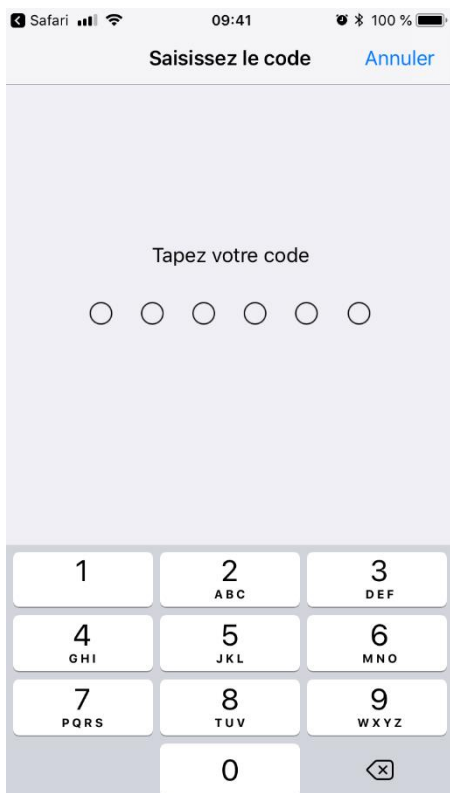 Safari 09:41 100 %
Saisissez le code Annuler
Tapez votre code
1 2 3
ABC DEF
4 5 6
GHI JKL MNO
7 8 9
PQRS TUV WXYZ
0